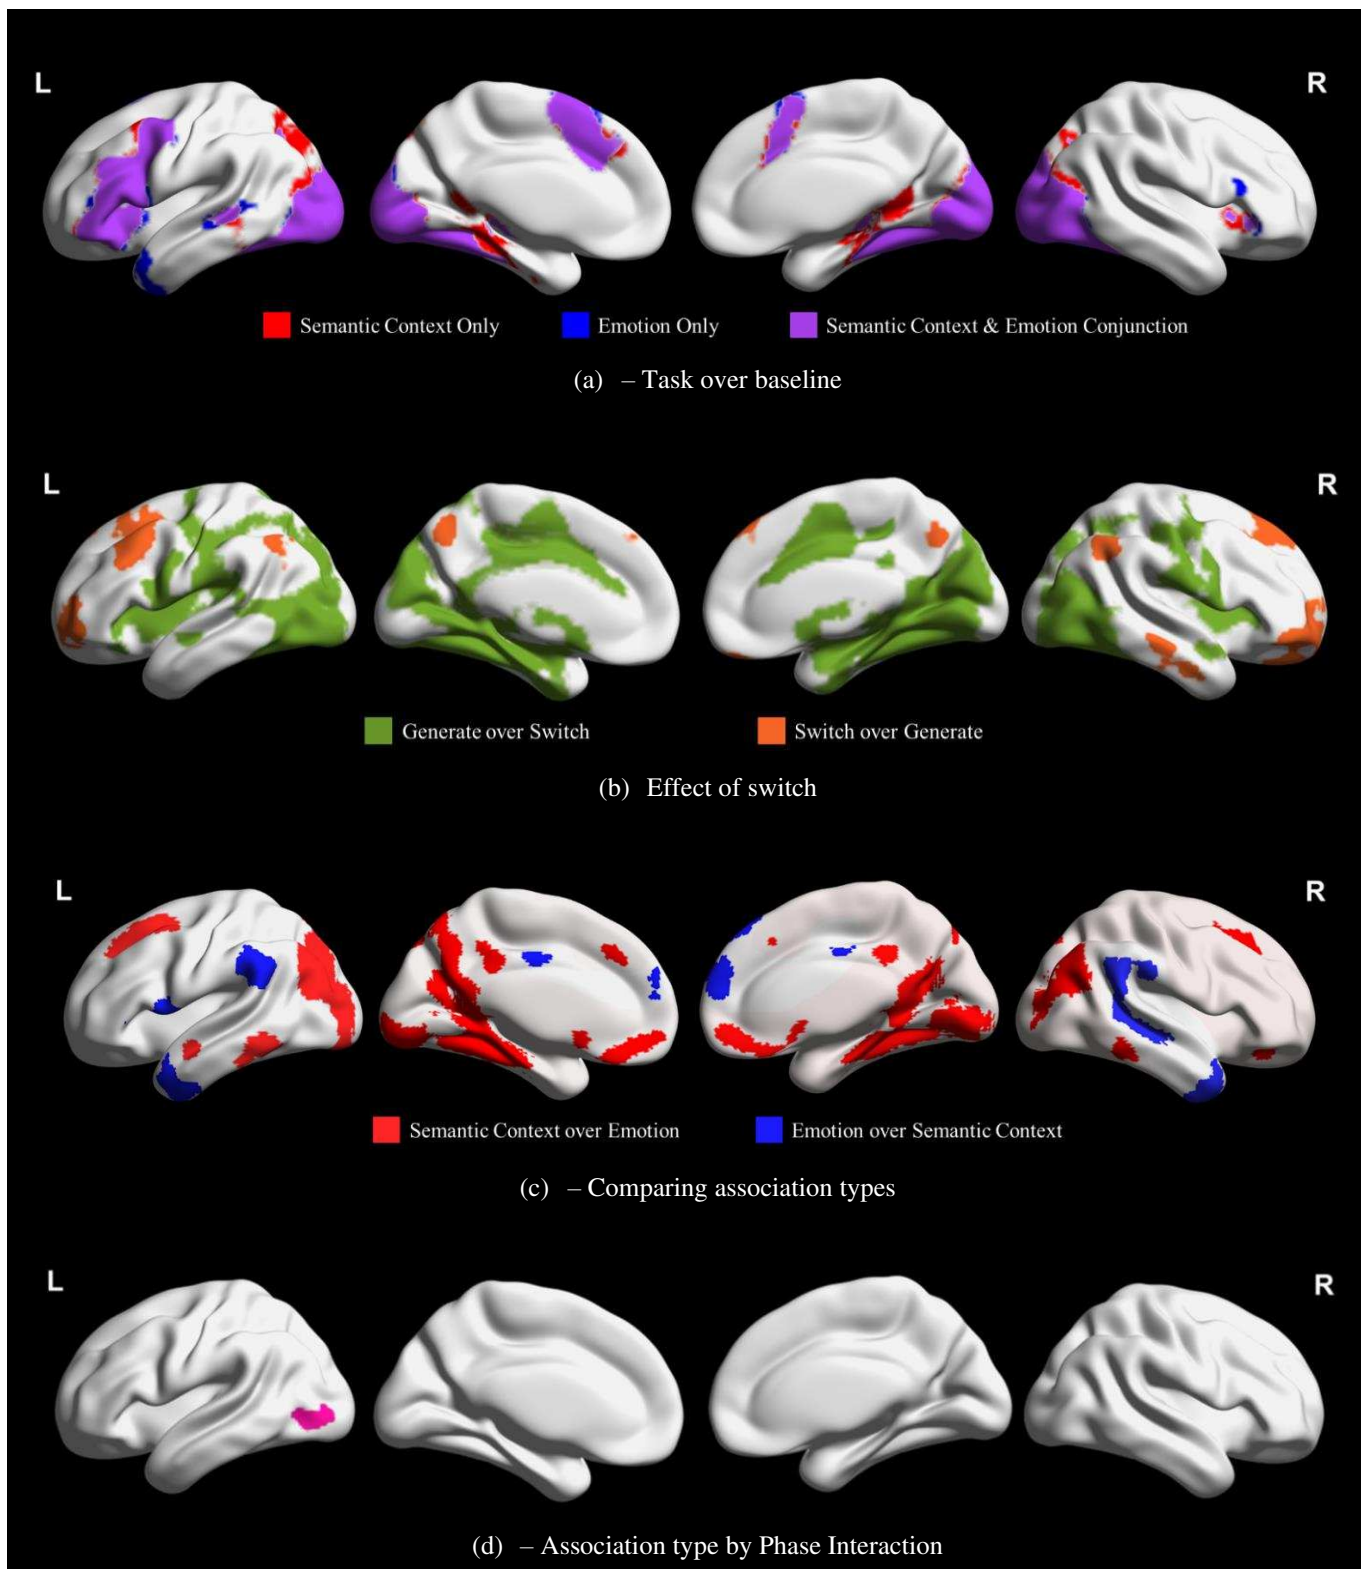 L
R
Semantic Context Only
Emotion Only
Semantic Context & Emotion Conjunction
(a) – Task over baseline
L
R
Generate over Switch
Switch over Generate
(b) Effect of switch
L
R
Semantic Context over Emotion
Emotion over Semantic Context
(c) – Comparing association types
L
R
(d) – Association type by Phase Interaction